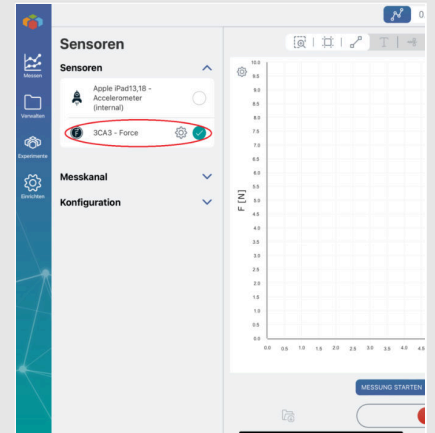 0.
Sensoren
Sensoren
Messen
Apple iPad13,18 -
Accelerometer
(internal)
Verwalten
3CA3 - Force
Experimente
Messkanal
Einrichten
Konfiguration
T
F [N]
10.0
9.5
9.0
8.5
8.0
7.5
7.0
6.5
6.0
5.5
4.5
4.0
3.5
3.0
2.5
2.0
1.5
1.0
0.5
0.0
0.0 0.5 1.0 1.5 2.0 2.5 3.0 3.5 4.0 4.5
MESSUNG STARTEN